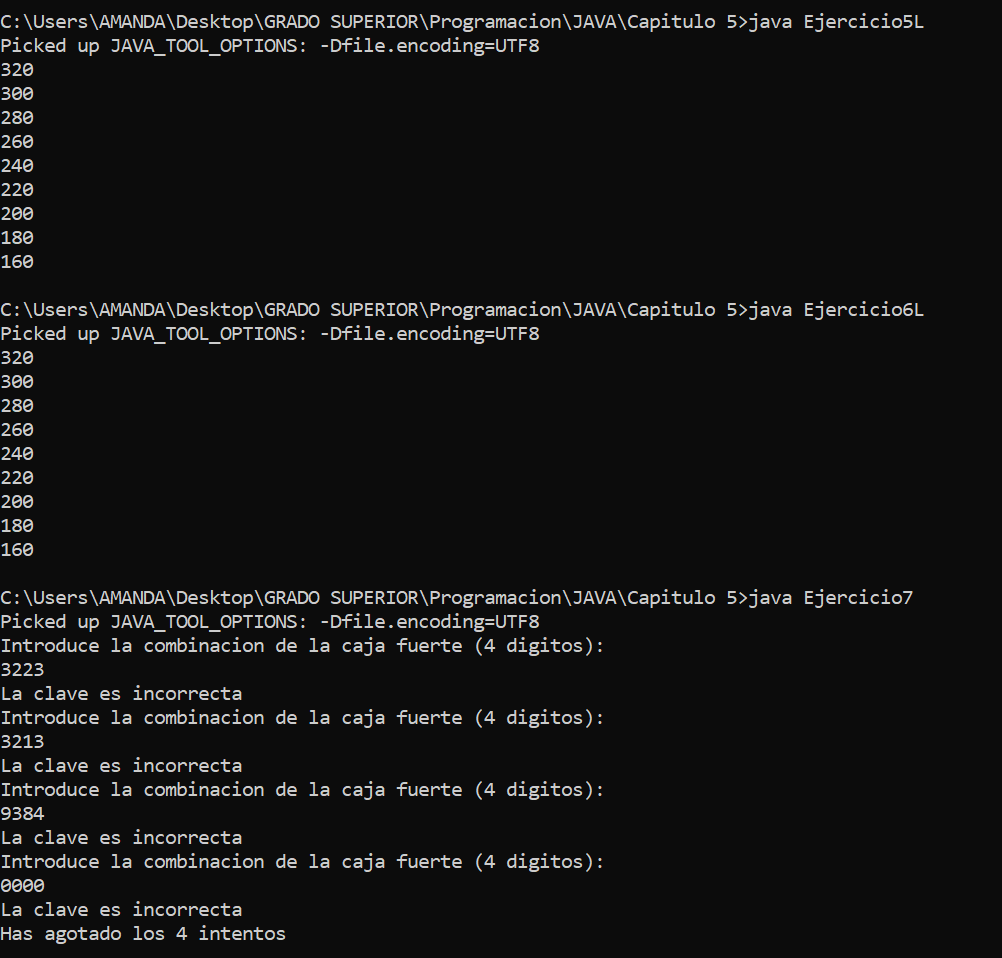 C:\Users\AMANDA\Desktop\GRADO SUPERIOR\Programacion\JAVA\Capitulo 5>java Ejercicio5L
Picked up JAVA_TOOL_OPTIONS: -Dfile.encoding=UTF8
320
300
280
260
240
220
200
180
160
C:\Users\AMANDA\Desktop\GRADO SUPERIOR\Programacion\JAVA\Capitulo 5>java Ejercicio6L
Picked up JAVA_TOOL_OPTIONS: -Dfile.encoding=UTF8
320
300
280
260
240
220
200
180
160
C:\Users\AMANDA\Desktop\GRADO SUPERIOR\Programacion\JAVA\Capitulo 5>java Ejercicio7
Picked up JAVA_TOOL_OPTIONS: -Dfile.encoding=UTF8
Introduce la combinacion de la caja fuerte (4 digitos):
3223
La clave es incorrecta
Introduce la combinacion de la caja fuerte (4 digitos):
3213
La clave es incorrecta
Introduce la combinacion de la caja fuerte (4 digitos):
9384
La clave es incorrecta
Introduce la combinacion de la caja fuerte (4 digitos):
0000
La clave es incorrecta
Has agotado los 4 intentos